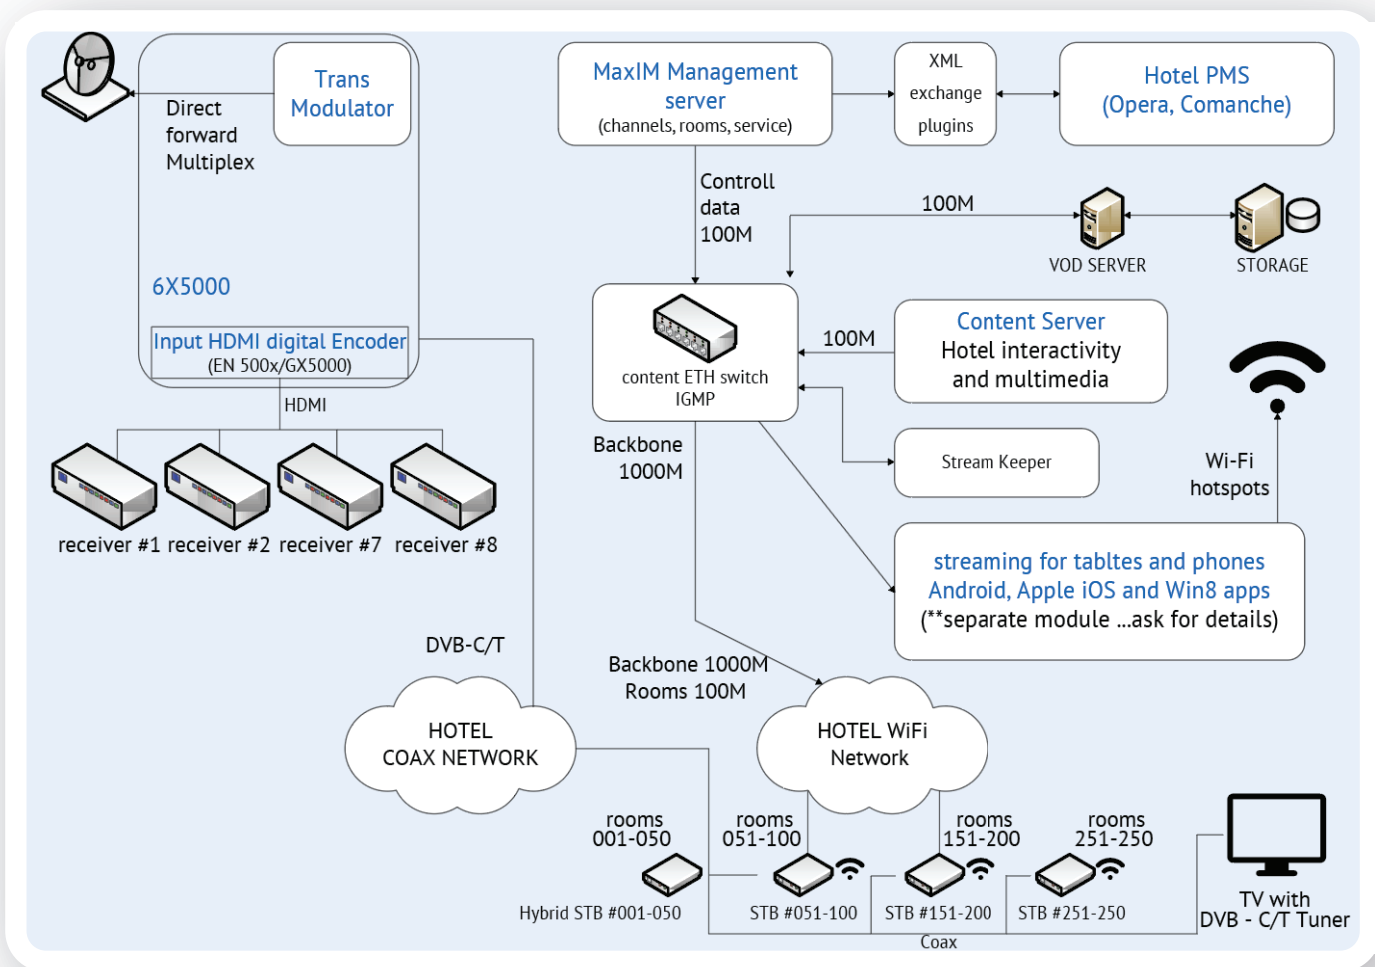 Trans
Modulator
Direct
forward
Multiplex
6X5000
Input HDMI digital Encoder
(EN 500x/GX5000)
HDMI
receiver #1
receiver #2
receiver #7
receiver #8
MaxIM Management
server
(channels, rooms, service)
XML
exchange
plugins
Hotel PMS
(Opera, Comanche)
Controll
data
100M
100M
VOD SERVER
STORAGE
content ETH switch
IGMP
100M
Content Server
Hotel interactivity
and multimedia
Stream Keeper
Wi-Fi
hotspots
Backbone
1000M
streaming for tabltes and phones
Android, Apple iOS and Win8 apps
(**separate module ...ask for details)
DVB-C/T
Backbone 1000M
Rooms 100M
HOTEL
COAX NETWORK
HOTEL WiFi
Network
rooms
001-050
rooms
051-100
rooms
151-200
rooms
251-250
Hybrid STB #001-050
STB #051-100
STB #151-200
STB #251-250
Coax
TV with
DVB - C/T Tuner